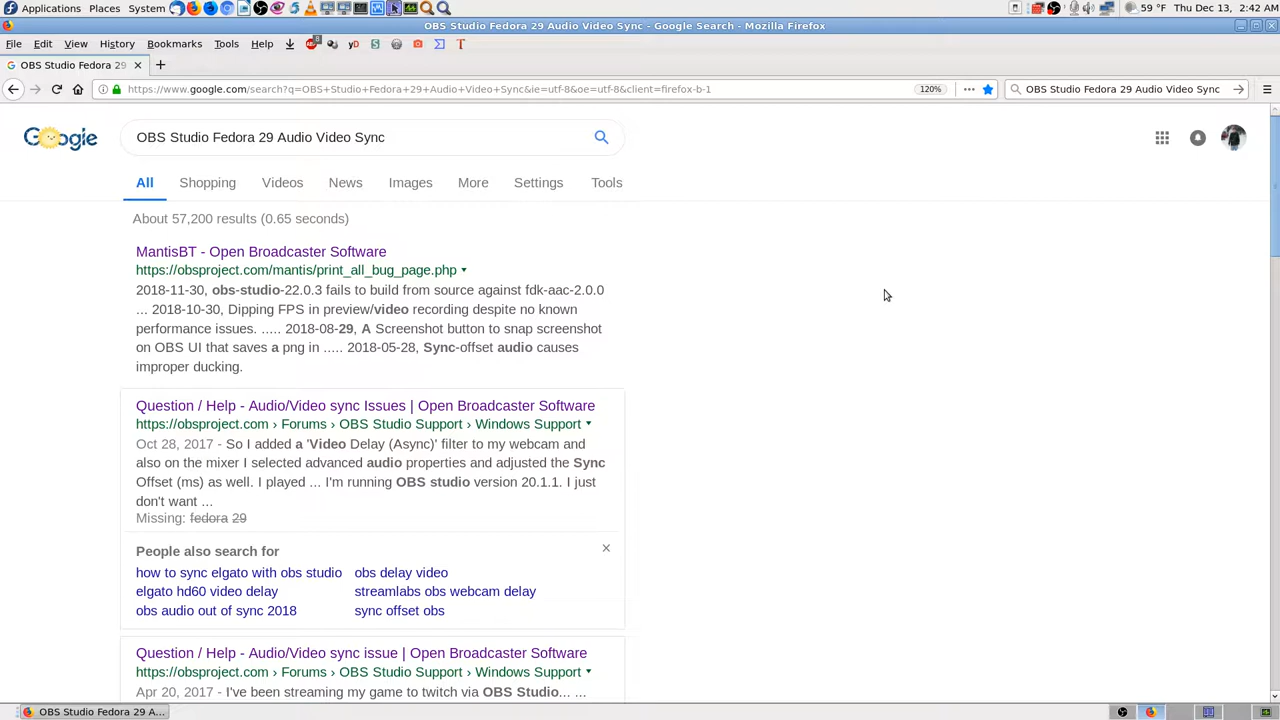 Applications Places System 59 °F Thu Dec 13, 2:42 AM
OBS Studio Fedora 29 Audio Video Sync - Google Search - Mozilla Firefox
File Edit View History Bookmarks Tools Help
OBS Studio Fedora 29
https://www.google.com/search?q=OBS+Studio+Fedora+29+Audio+Video+Sync&ie=utf-8&oe=utf-8&client=firefox-b-1 120% OBS Studio Fedora 29 Audio Video Sync
Google OBS Studio Fedora 29 Audio Video Sync
All Shopping Videos News Images More Settings Tools
About 57,200 results (0.65 seconds)
MantisBT - Open Broadcaster Software
https://obsproject.com/mantis/print_all_bug_page.php
2018-11-30, obs-studio-22.0.3 fails to build from source against fdk-aac-2.0.0
... 2018-10-30, Dipping FPS in preview/video recording despite no known
performance issues. ..... 2018-08-29, A Screenshot button to snap screenshot
on OBS UI that saves a png in ..... 2018-05-28, Sync-offset audio causes
improper ducking.
Question / Help - Audio/Video sync Issues | Open Broadcaster Software
https://obsproject.com › Forums › OBS Studio Support › Windows Support
Oct 28, 2017 - So I added a 'Video Delay (Async)' filter to my webcam and
also on the mixer I selected advanced audio properties and adjusted the Sync
Offset (ms) as well. I played ... I'm running OBS studio version 20.1.1. I just
don't want ...
Missing: fedora 29
People also search for
how to sync elgato with obs studio obs delay video
elgato hd60 video delay streamlabs obs webcam delay
obs audio out of sync 2018 sync offset obs
Question / Help - Audio/Video sync issue | Open Broadcaster Software
https://obsproject.com › Forums › OBS Studio Support › Windows Support
Apr 20, 2017 - I've been streaming my game to twitch via OBS Studio... ...
OBS Studio Fedora 29 A...